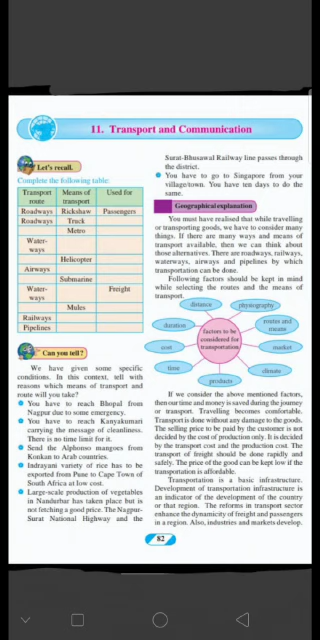 11. Transport and Communication
Let's recall.
Complete the following table:
Transport route Means of transport Used for
Roadways Rickshaw Passengers
Roadways Truck
Metro
Water-ways
Helicopter
Airways
Submarine
Water-ways Freight
Mules
Railways
Pipelines
Can you tell?
We have given some specific
conditions. In this context, tell with
reasons which means of transport and
route will you take?
You have to reach Bhopal from
Nagpur due to some emergency.
You have to reach Kanyakumari
carrying the message of cleanliness.
There is no time limit for it.
Send the Alphonso mangoes from
Konkan to Arab countries.
Indrayani variety of rice has to be
exported from Pune to Cape Town of
South Africa at low cost.
Large-scale production of vegetables
in Nandurbar has taken place but is
not fetching a good price. The Nagpur-
Surat National Highway and the
Surat-Bhusawal Railway line passes through
the district.
You have to go to Singapore from your
village/town. You have ten days to do the
same.
Geographical explanation
You must have realised that while travelling
or transporting goods, we have to consider many
things. If there are many ways and means of
transport available, then we can think about
those alternatives. There are roadways, railways,
waterways, airways and pipelines by which
transportation can be done.
Following factors should be kept in mind
while selecting the routes and the means of
transport.
distance
physiography
duration
routes and
means
factors to be
considered for
transportation
cost
market
time
climate
products
If we consider the above mentioned factors,
then our time and money is saved during the journey
or transport. Travelling becomes comfortable.
Transport is done without any damage to the goods.
The selling price to be paid by the customer is not
decided by the cost of production only. It is decided
by the transport cost and the production cost. The
transport of freight should be done rapidly and
safely. The price of the good can be kept low if the
transportation is affordable.
Transportation is a basic infrastructure.
Development of transportation infrastructure is
an indicator of the development of the country
or that region. The reforms in transport sector
enhance the dynamicity of freight and passengers
in a region. Also, industries and markets develop.
82